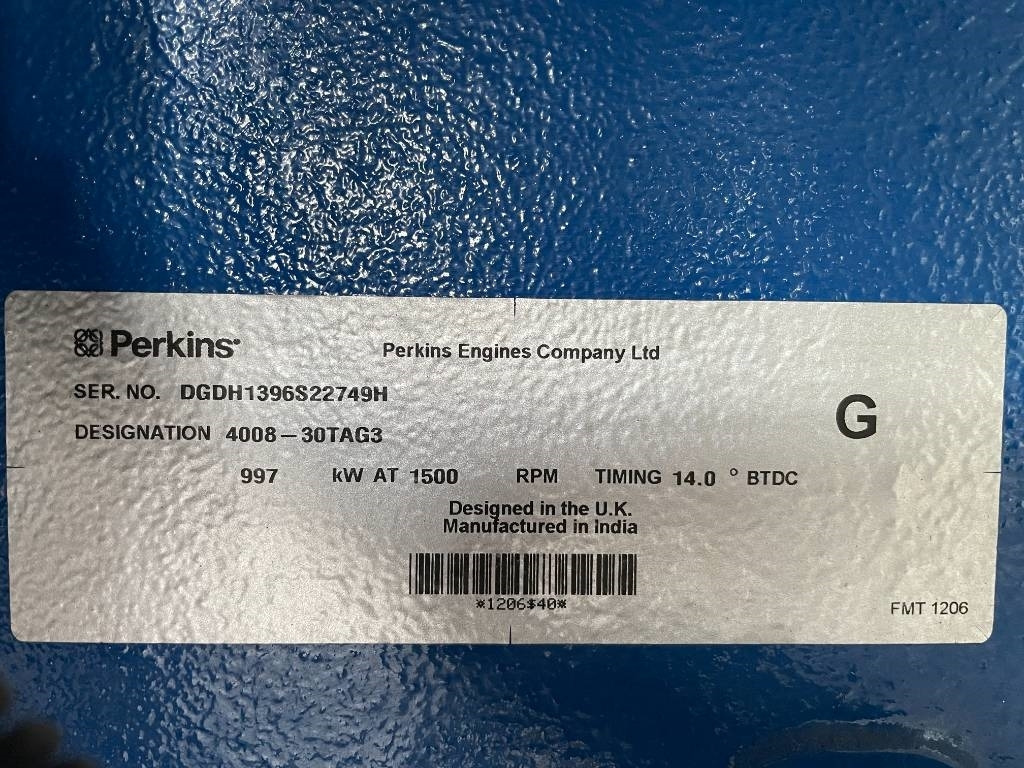 Perkins
Perkins Engines Company Ltd
SER. NO. DGDH1396S22749H
DESIGNATION 4008-30TAG3
G
997 kW AT 1500 RPM TIMING 14.0 ° BTDC
Designed in the U.K.
Manufactured in India
*1206$40*
FMT 1206